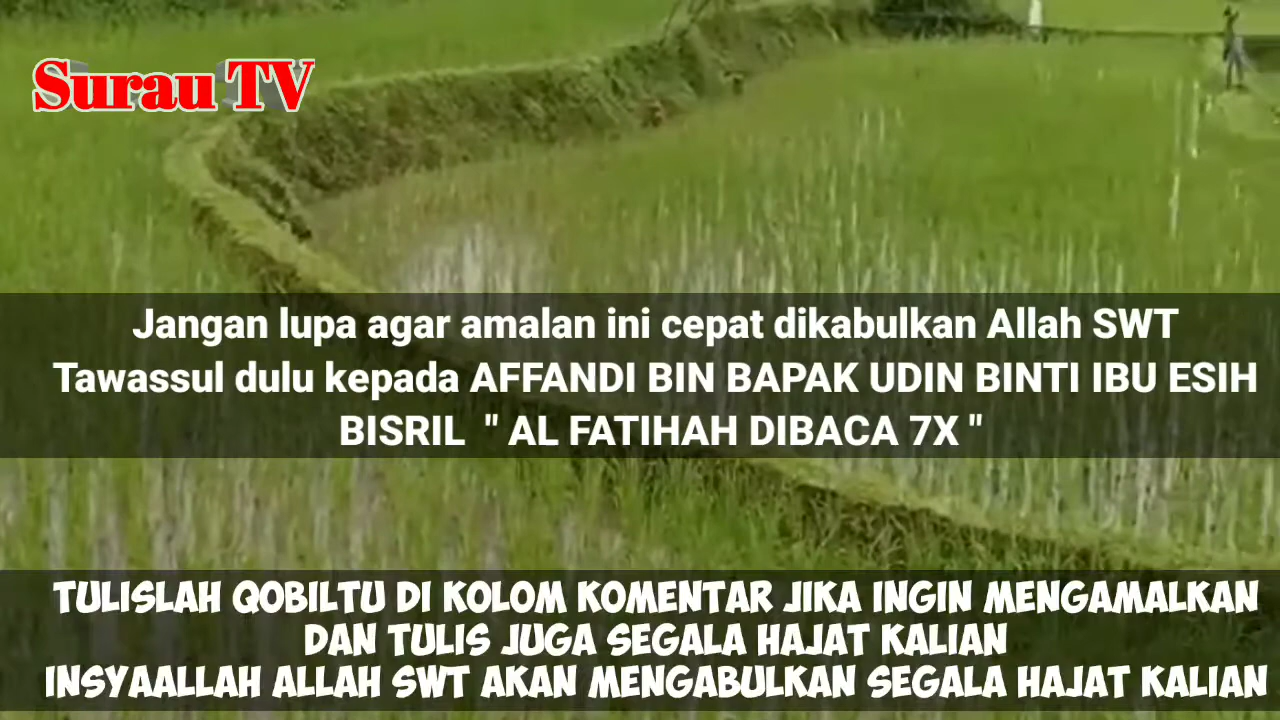 Surau TV
Jangan lupa agar amalan ini cepat dikabulkan Allah SWT
Tawassul dulu kepada AFFANDI BIN BAPAK UDIN BINTI IBU ESIH
BISRIL " AL FATIHAH DIBACA 7X "
TULISLAH QOBILTU DI KOLOM KOMENTAR JIKA INGIN MENGAMALKAN
DAN TULIS JUGA SEGALA HAJAT KALIAN
INSYAALLAH ALLAH SWT AKAN MENGABULKAN SEGALA HAJAT KALIAN